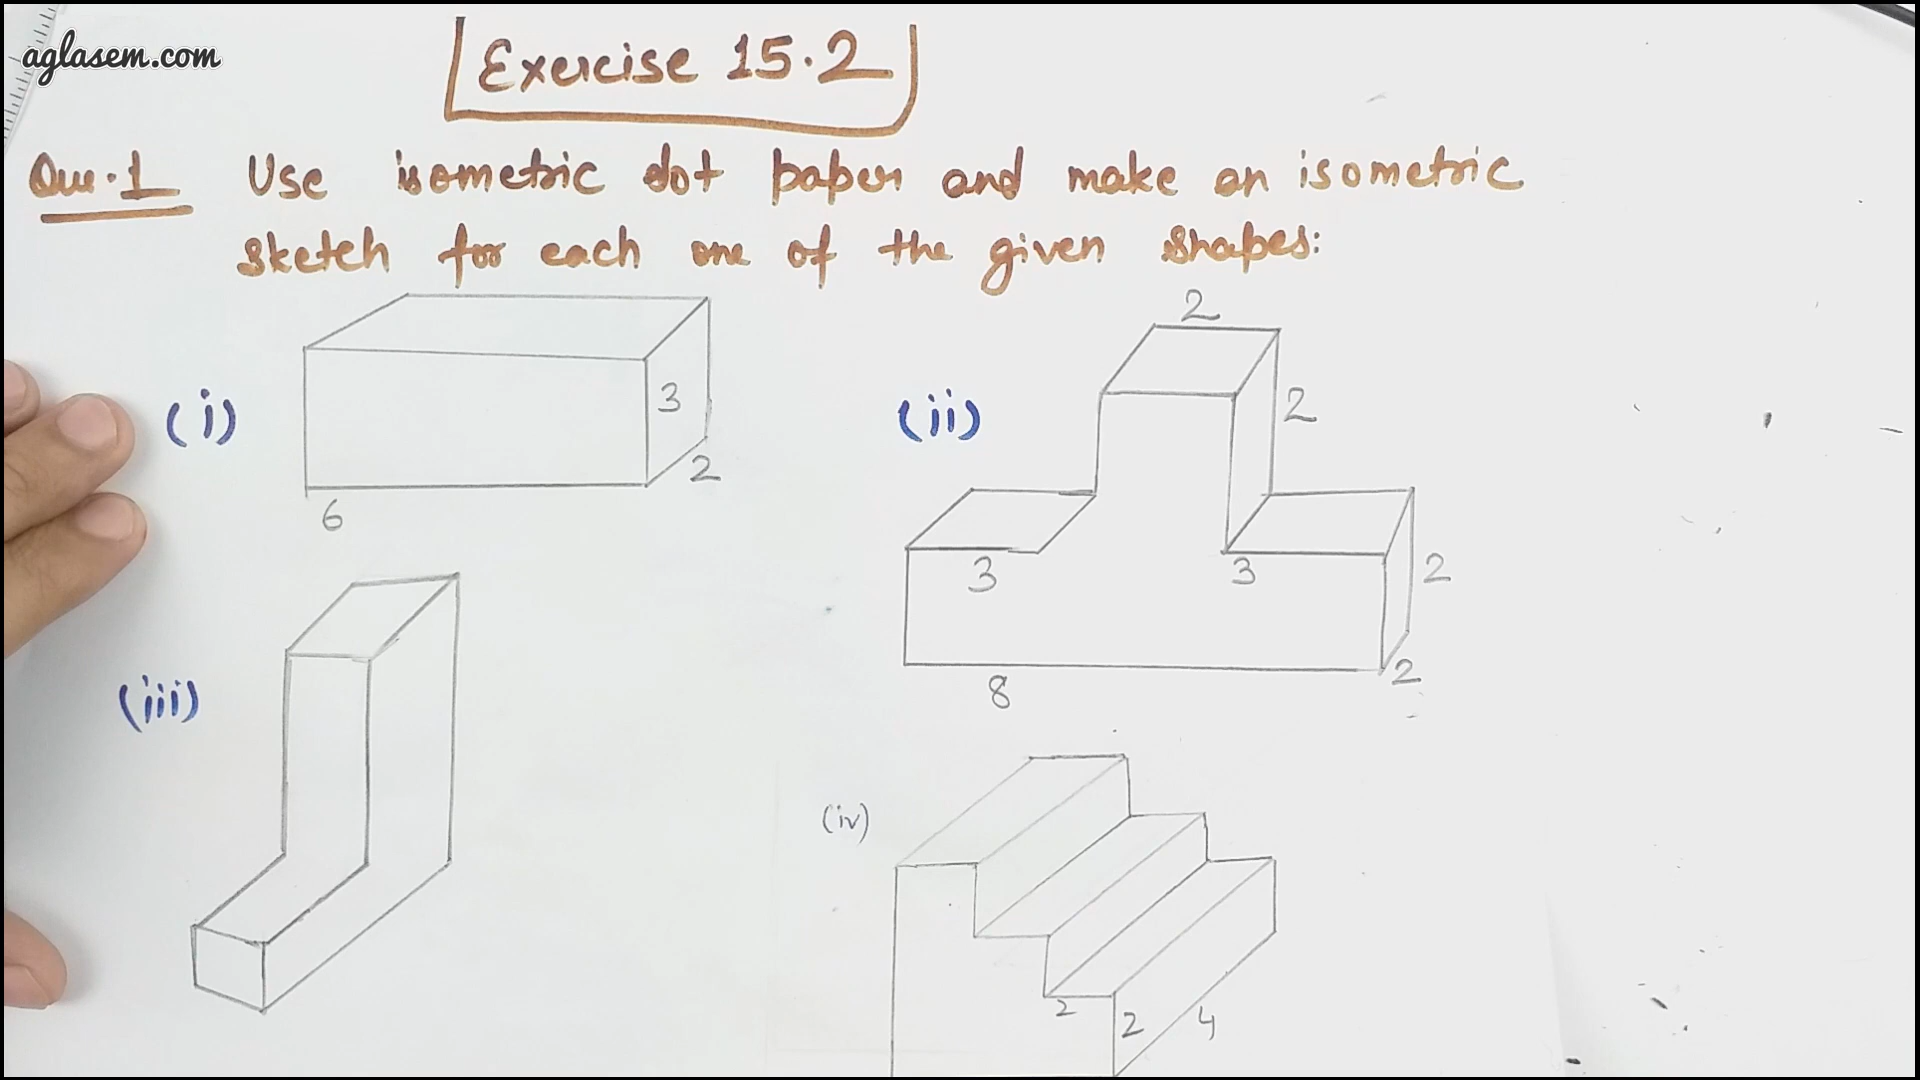 aglasem.com
Exercise 15.2
Que.1 Use isometric dot paper and make an isometric
sketch for each one of the given shapes:
(i)
3
2
6
(ii)
2
2
3
3
2
2
8
(iii)
(iv)
2
2
4